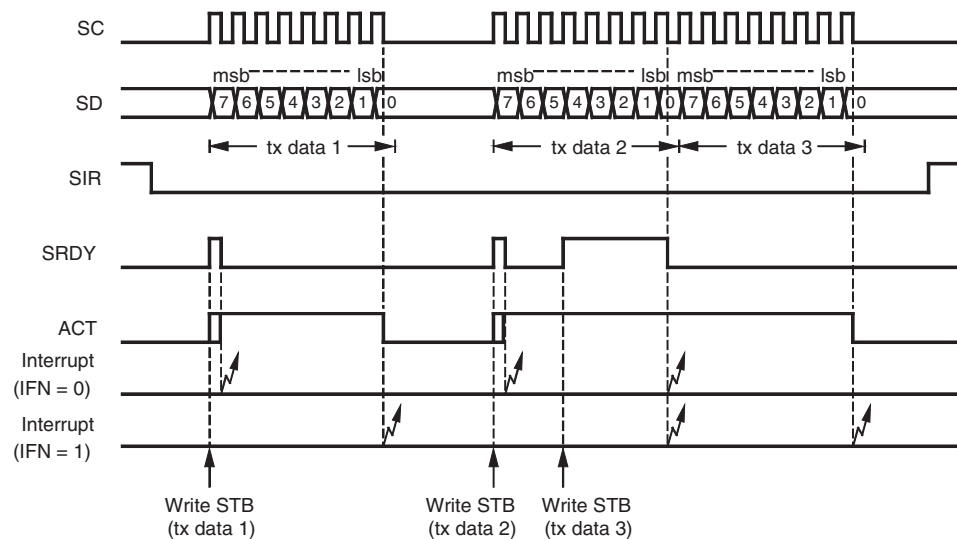 SC
msb lsb msb lsb
SD 7 6 5 4 3 2 1 0 7 6 5 4 3 2 1 0 7 6 5 4 3 2 1 0
tx data 1 tx data 2 tx data 3
SIR
SRDY
ACT
Interrupt
(IFN = 0)
Interrupt
(IFN = 1)
Write STB Write STB Write STB
(tx data 1) (tx data 2) (tx data 3)